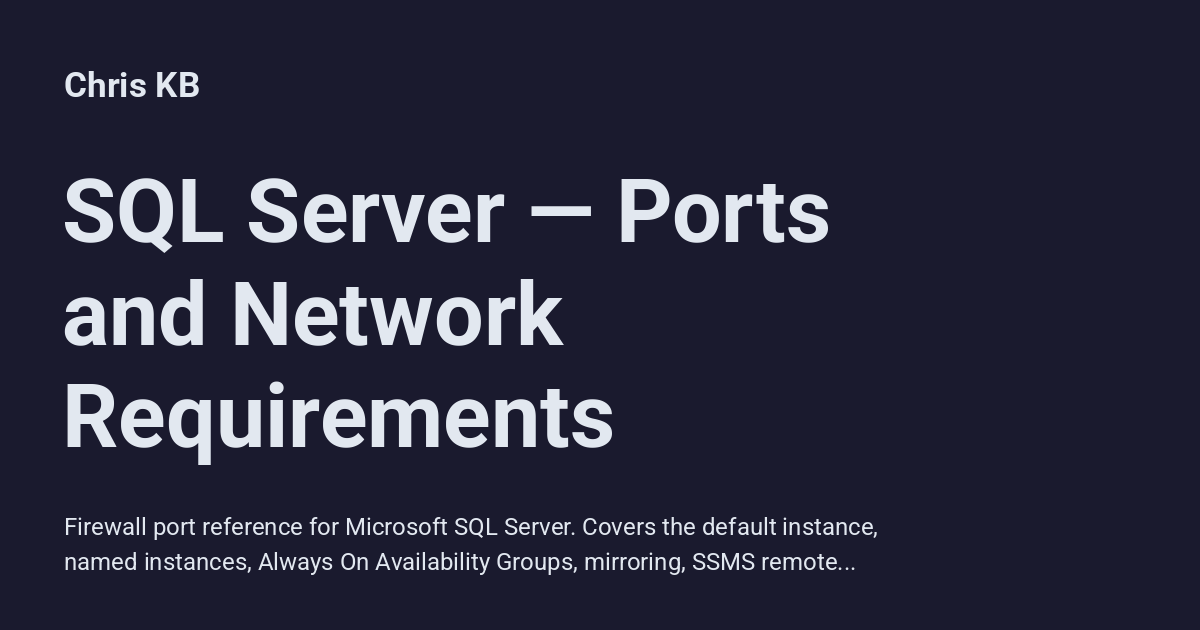 Chris KB
SQL Server — Ports
and Network
Requirements
Firewall port reference for Microsoft SQL Server. Covers the default instance,
named instances, Always On Availability Groups, mirroring, SSMS remote...